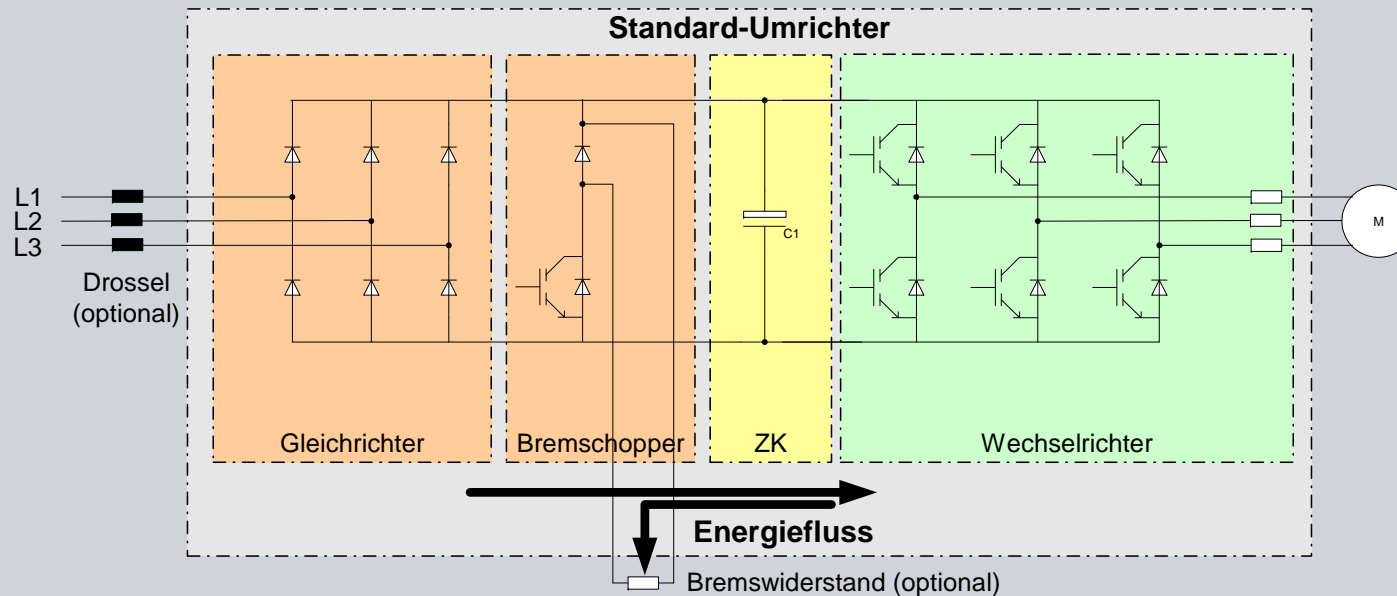 Standard-Umrichter
L1
L2
L3
Drossel
(optional)
C1
M
Gleichrichter
Bremschopper
ZK
Wechselrichter
Energiefluss
Bremswiderstand (optional)